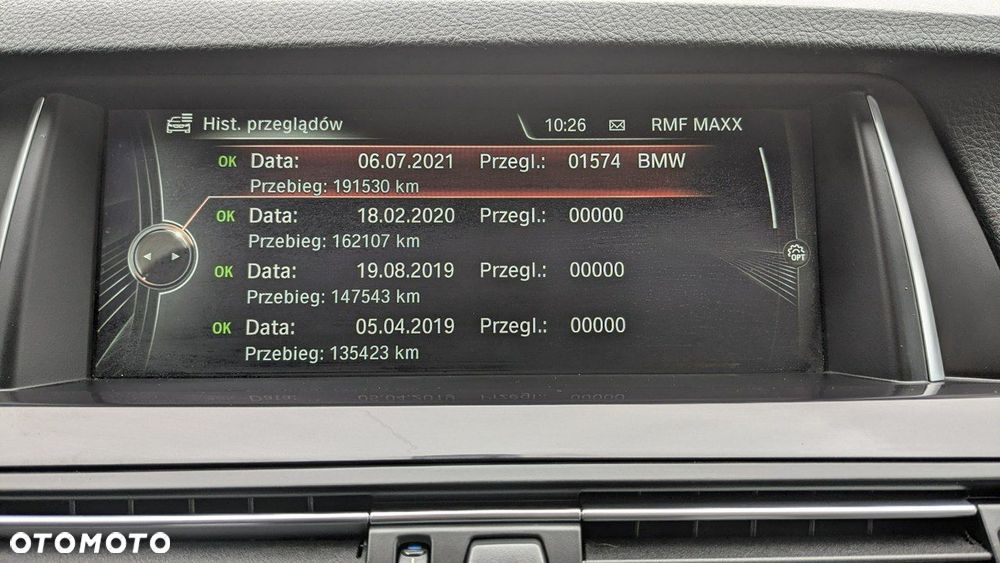 Hist. przeglądów 10:26 RMF MAXX
OK Data: 06.07.2021 Przegl.: 01574 BMW
Przebieg: 191530 km
OK Data: 18.02.2020 Przegl.: 00000
Przebieg: 162107 km
OPT
OK Data: 19.08.2019 Przegl.: 00000
Przebieg: 147543 km
OK Data: 05.04.2019 Przegl.: 00000
Przebieg: 135423 km
OTOMOTO